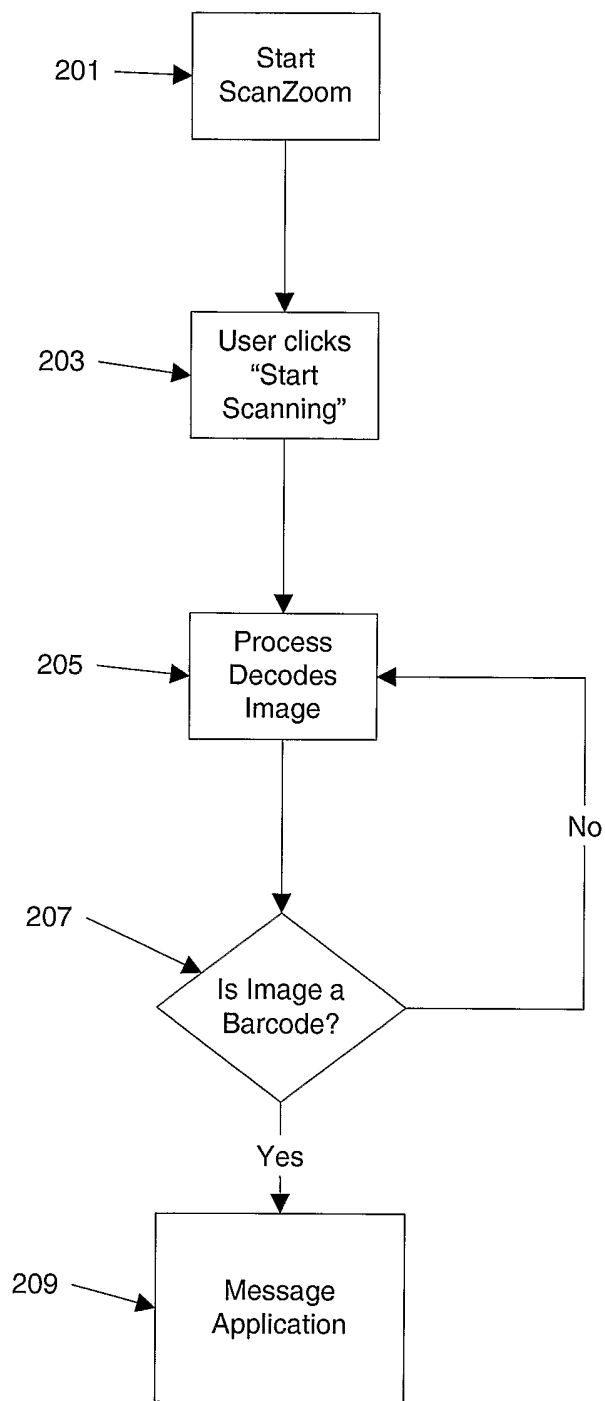 201
Start
ScanZoom
203
User clicks
“Start
Scanning”
205
Process
Decodes
Image
No
207
Is Image a
Barcode?
Yes
209
Message
Application